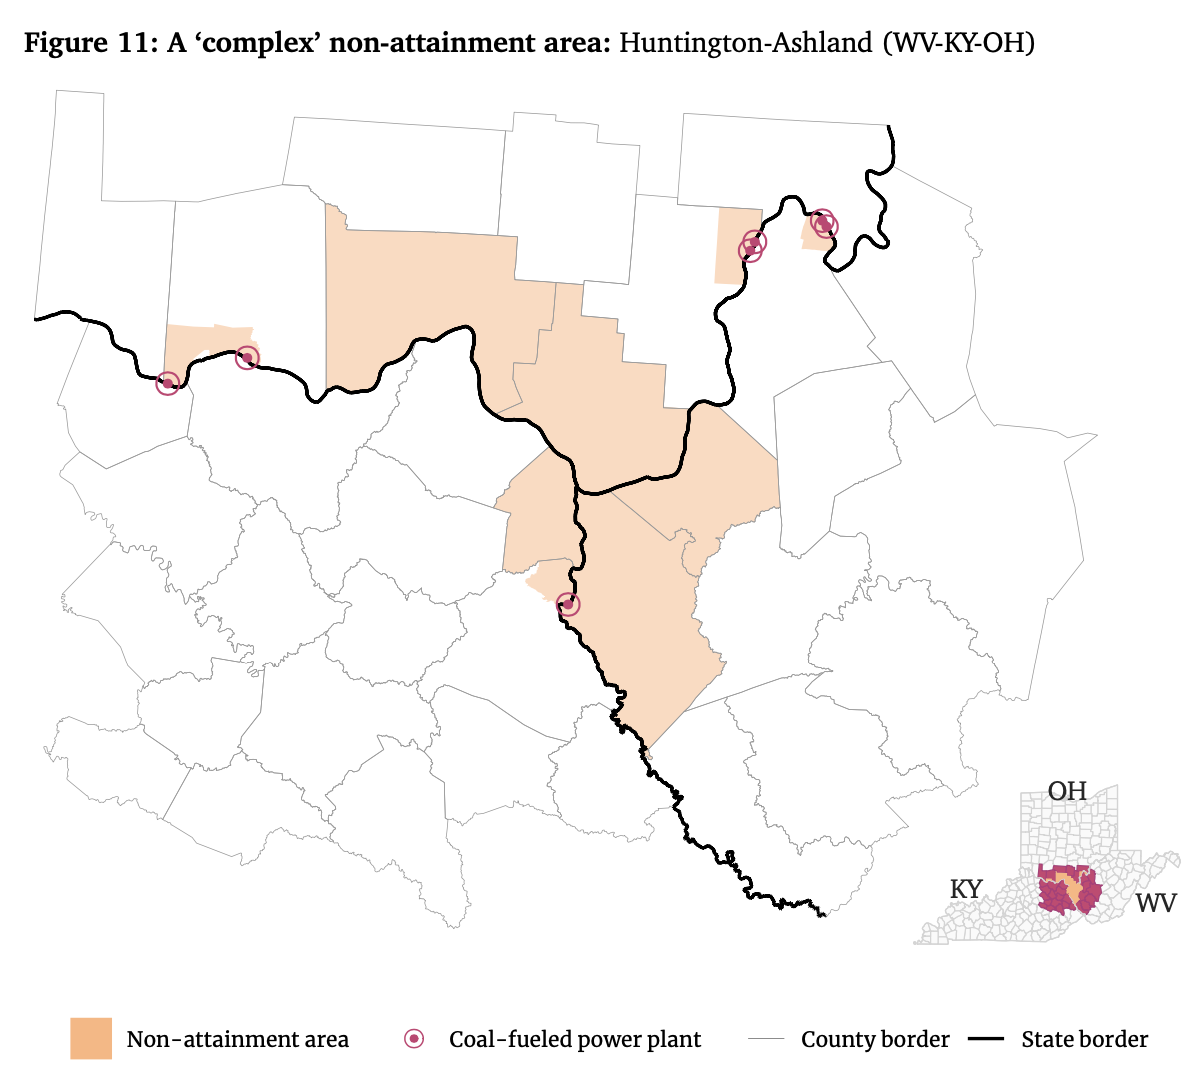 Figure 11: A ‘complex’ non-attainment area: Huntington-Ashland (WV-KY-OH)
OH
KY
WV
Non-attainment area
Coal-fueled power plant
County border
State border